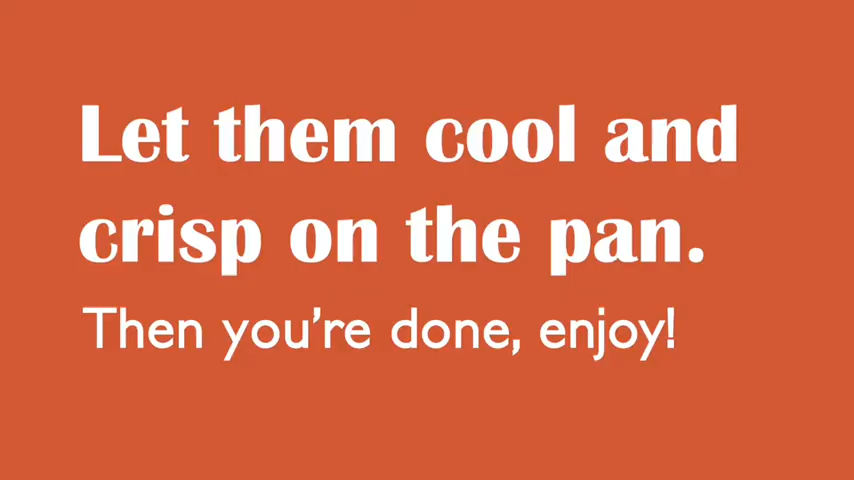 Let them cool and
crisp on the pan.
Then you’re done, enjoy!